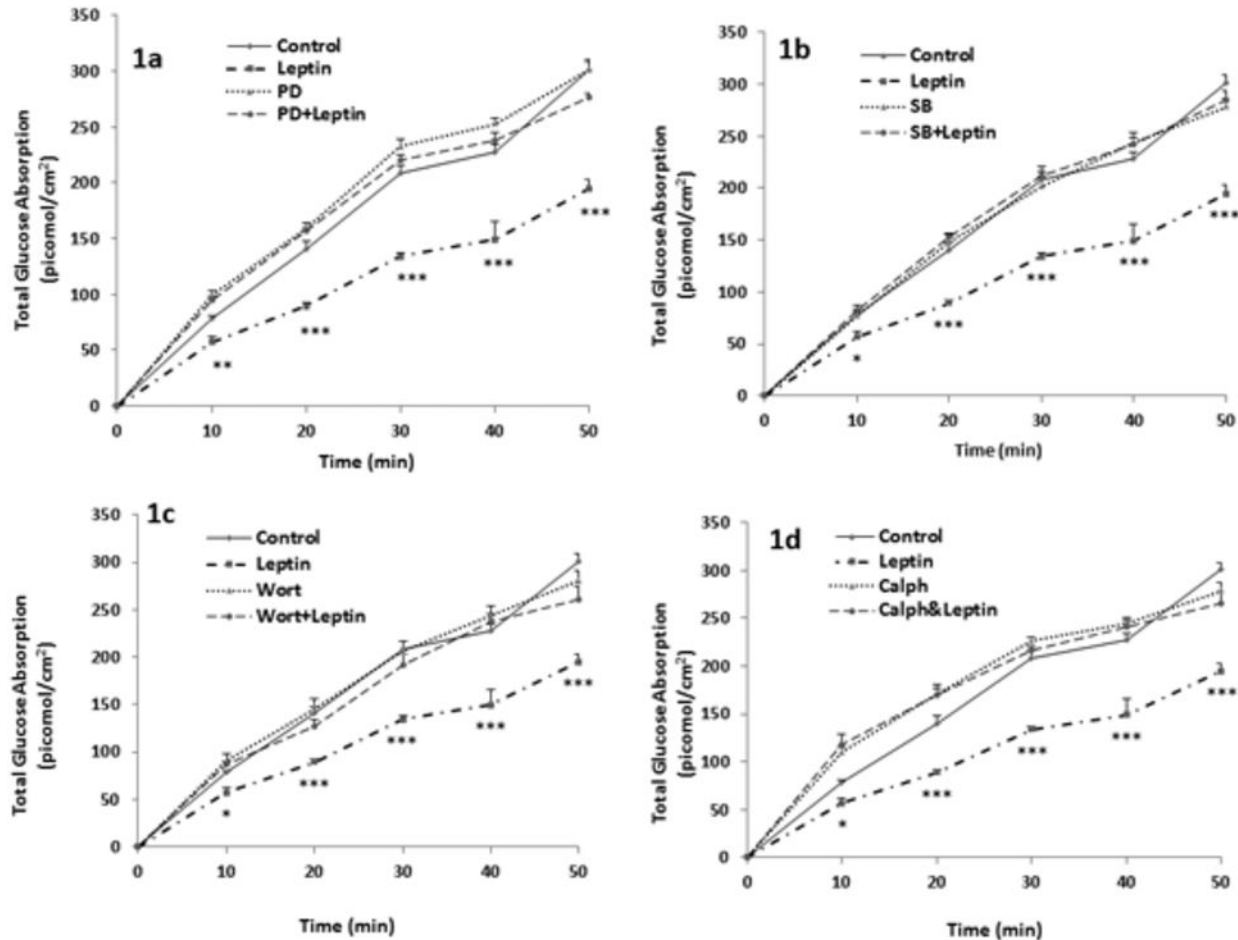 1a
Control
Leptin
PD
PD+Leptin
Total Glucose Absorption
(picomol/cm²)
350
300
250
200
150
100
50
0
** *** *** *** ***
0 10 20 30 40 50
Time (min)
1b
Control
Leptin
SB
SB+Leptin
Total Glucose Absorption
(picomol/cm²)
350
300
250
200
150
100
50
0
* *** *** *** ***
0 10 20 30 40 50
Time (min)
1c
Control
Leptin
Wort
Wort+Leptin
Total Glucose Absorption
(picomol/cm²)
350
300
250
200
150
100
50
0
* *** *** *** ***
0 10 20 30 40 50
Time (min)
1d
Control
Leptin
Calph
Calph&Leptin
Total Glucose Absorption
(picomol/cm²)
350
300
250
200
150
100
50
0
* *** *** *** ***
0 10 20 30 40 50
Time (min)